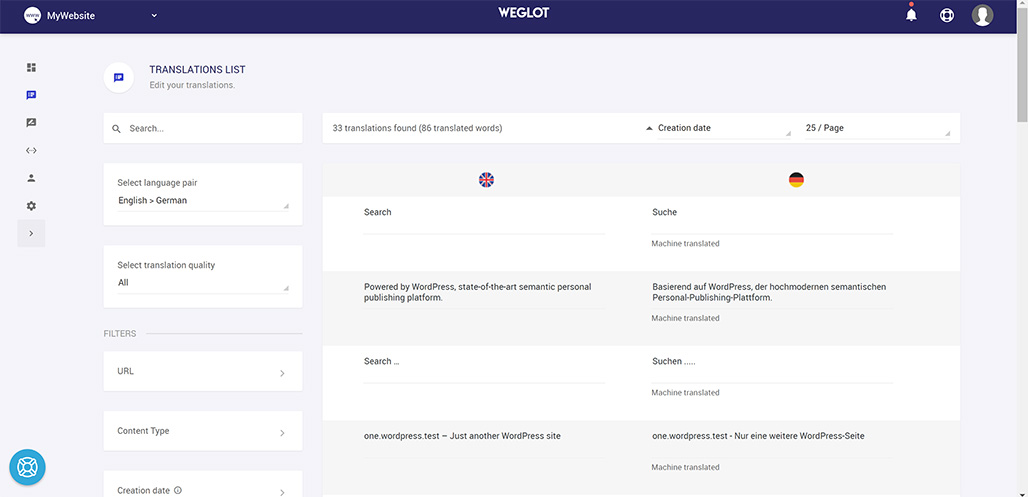 www MyWebsite
WEGLOT
TRANSLATIONS LIST
Edit your translations.
Search...
33 translations found (86 translated words)
Creation date
25 / Page
Select language pair
English > German
Select translation quality
All
FILTERS
URL
Content Type
Creation date
Search
Suche
Machine translated
Powered by WordPress, state-of-the-art semantic personal
publishing platform.
Basierend auf WordPress, der hochmodernen semantischen
Personal-Publishing-Plattform.
Machine translated
Search ...
Suchen .....
Machine translated
one.wordpress.test – Just another WordPress site
one.wordpress.test - Nur eine weitere WordPress-Seite
Machine translated